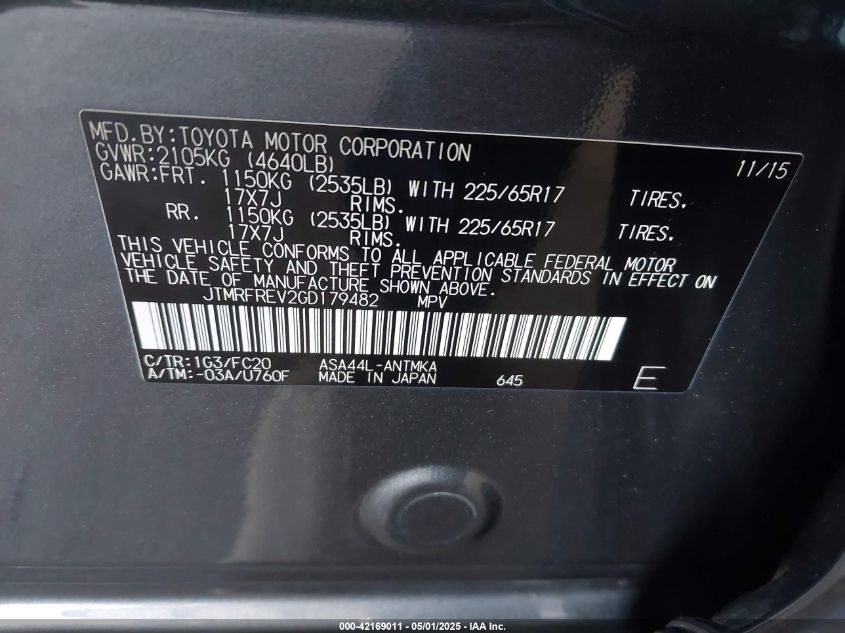 MFD.BY:TOYOTA MOTOR CORPORATION 11/15
GVWR:2105KG (4640LB)
GAWR:FRT. 1150KG (2535LB) WITH 225/65R17 TIRES.
17X7J RIMS.
RR. 1150KG (2535LB) WITH 225/65R17 TIRES.
17X7J RIMS.
THIS VEHICLE CONFORMS TO ALL APPLICABLE FEDERAL MOTOR
VEHICLE SAFETY AND THEFT PREVENTION STANDARDS IN EFFECT ON
THE DATE OF MANUFACTURE SHOWN ABOVE.
JTMRFREV2GD179482 MPV
C/TR:1G3/FC20 ASA44L-ANTMKA
A/TM:-03A/U760F MADE IN JAPAN 645 E
000-42169011 - 05/01/2025 - IAA Inc.